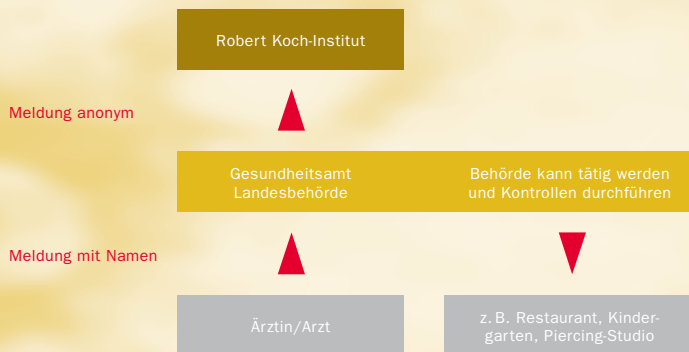 Robert Koch-Institut
Meldung anonym
Gesundheitsamt
Landesbehörde
Behörde kann tätig werden
und Kontrollen durchführen
Meldung mit Namen
Ärztin/Arzt
z. B. Restaurant, Kinder-
garten, Piercing-Studio